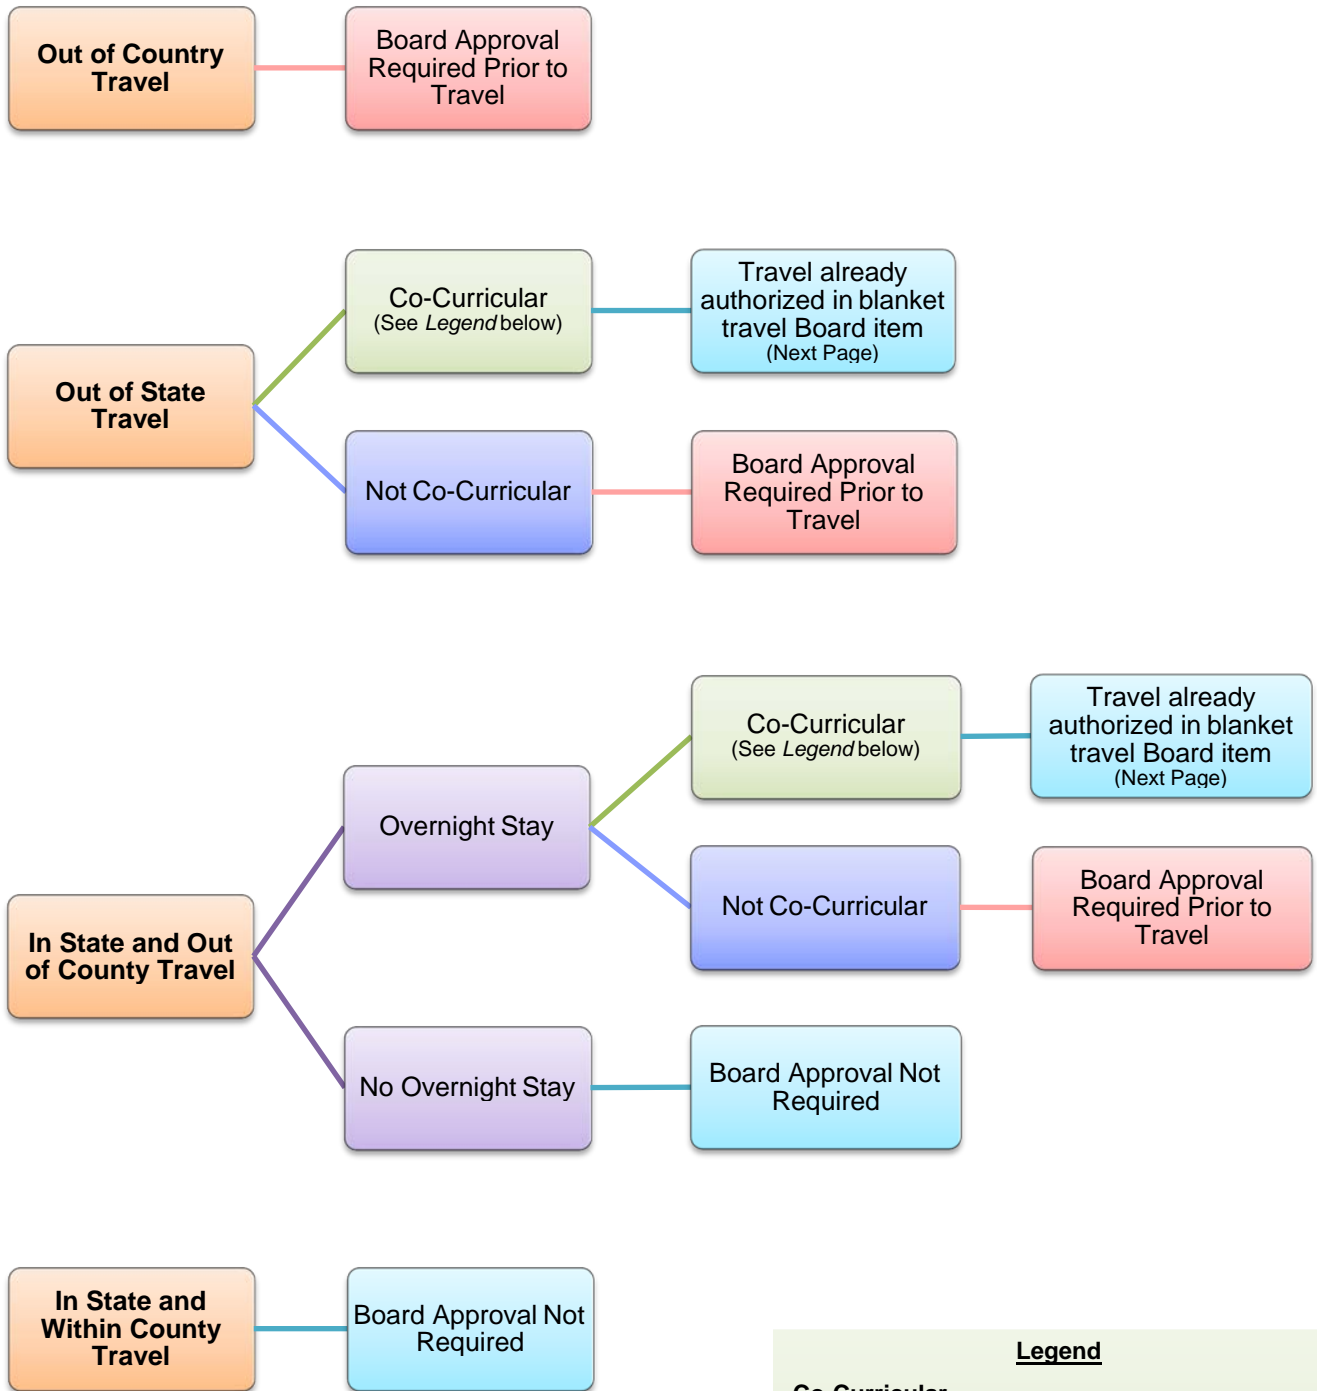 Out of Country
Travel
Board Approval
Required Prior to
Travel
Out of State
Travel
Co-Curricular
(See Legend below)
Travel already
authorized in blanket
travel Board item
(Next Page)
Not Co-Curricular
Board Approval
Required Prior to
Travel
In State and Out
of County Travel
Overnight Stay
Co-Curricular
(See Legend below)
Travel already
authorized in blanket
travel Board item
(Next Page)
Not Co-Curricular
Board Approval
Required Prior to
Travel
No Overnight Stay
Board Approval Not
Required
In State and
Within County
Travel
Board Approval Not
Required
Legend
Co-Curricular